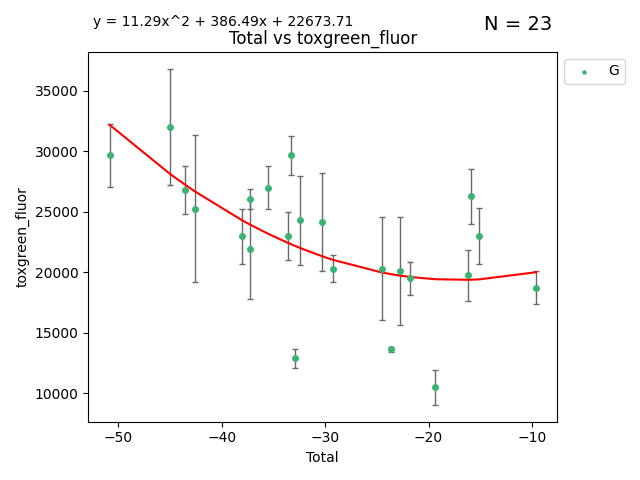 y = 11.29x^2 + 386.49x + 22673.71
N = 23
Total vs toxgreen_fluor
G
toxgreen_fluor
35000
30000
25000
20000
15000
10000
−50
−40
−30
−20
−10
Total